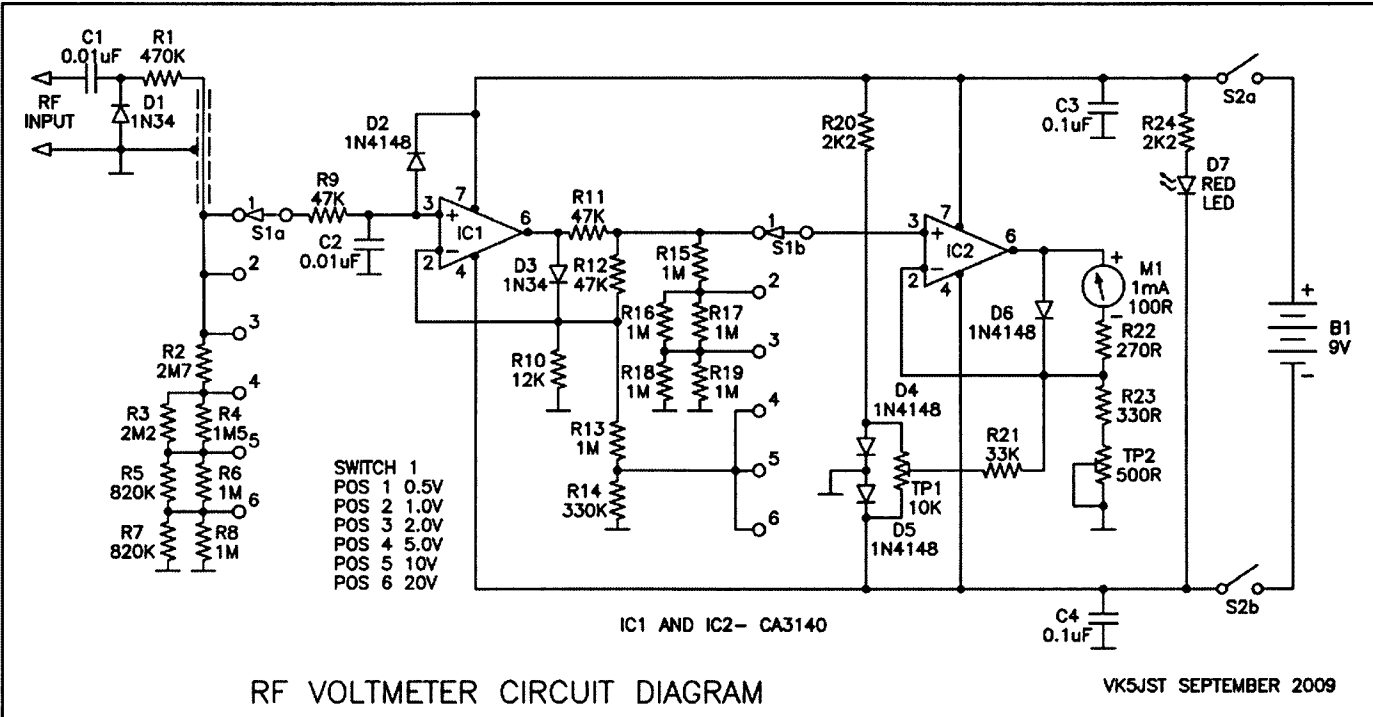 C1
0.01uF
R1
470K
RF
INPUT
D1
1N34
D2
1N4148
R9
47K
1
S1a
C2
0.01uF
2
3
R2
2M7
4
R3
2M2
R4
1M5
5
R5
820K
R6
1M
6
R7
820K
R8
1M
3
+
7
IC1
6
2
−
4
R11
47K
D3
1N34
R12
47K
R10
12K
R13
1M
R14
330K
R15
1M
1
S1b
2
R16
1M
R17
1M
3
R18
1M
R19
1M
4
5
6
SWITCH 1
POS 1 0.5V
POS 2 1.0V
POS 3 2.0V
POS 4 5.0V
POS 5 10V
POS 6 20V
R20
2K2
3
+
7
IC2
6
2
−
4
D6
1N4148
+
M1
1mA
100R
−
R22
270R
R23
330R
TP2
500R
D4
1N4148
R21
33K
TP1
10K
D5
1N4148
C3
0.1uF
R24
2K2
D7
RED
LED
S2a
+
B1
9V
−
S2b
C4
0.1uF
IC1 AND IC2− CA3140
RF VOLTMETER CIRCUIT DIAGRAM
VK5JST SEPTEMBER 2009